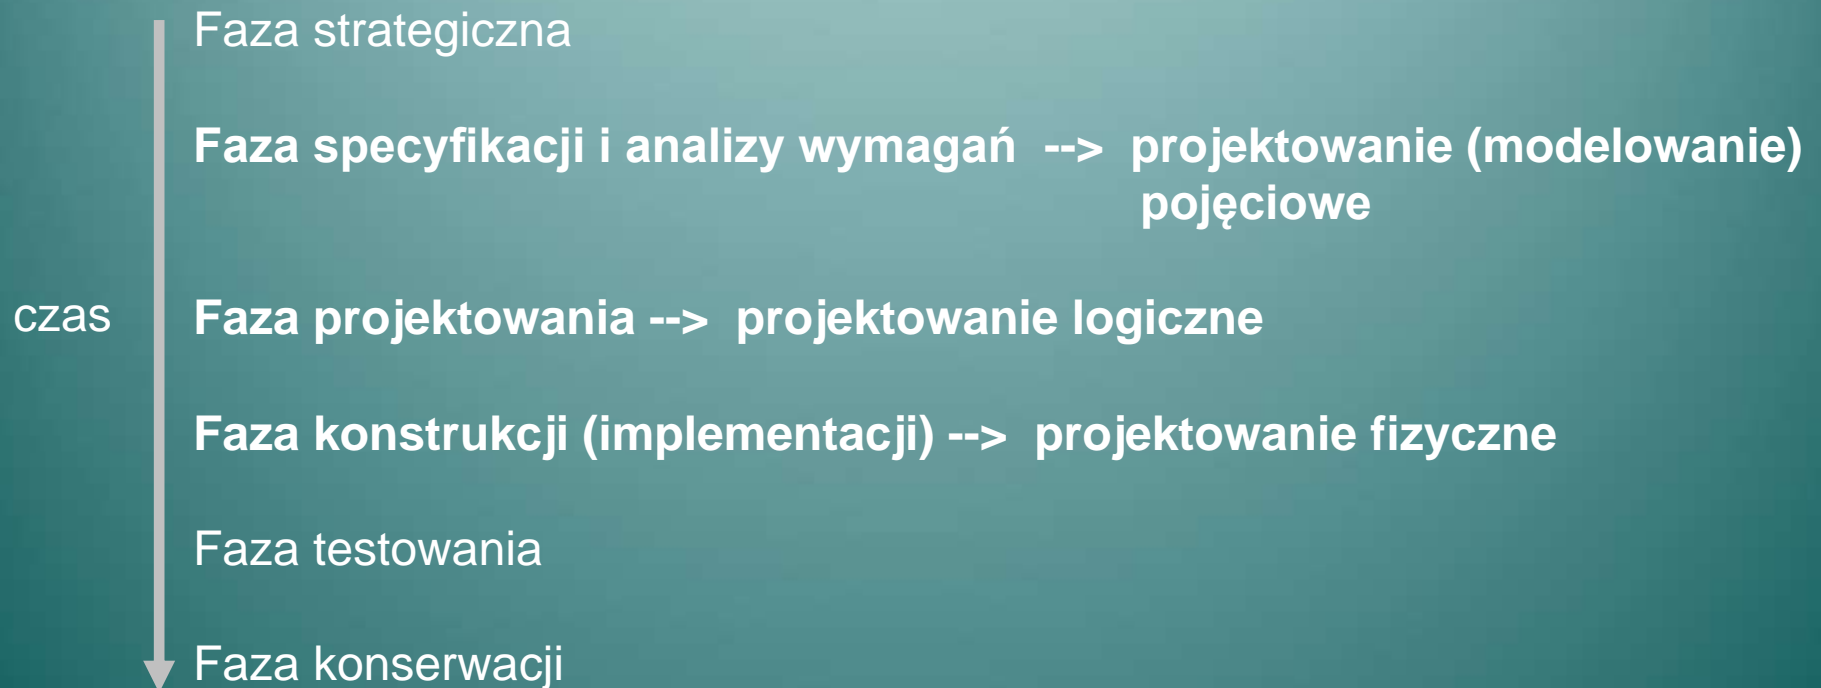 Faza strategiczna
Faza specyfikacji i analizy wymagań --> projektowanie (modelowanie)
pojęciowe
czas
Faza projektowania --> projektowanie logiczne
Faza konstrukcji (implementacji) --> projektowanie fizyczne
Faza testowania
Faza konserwacji